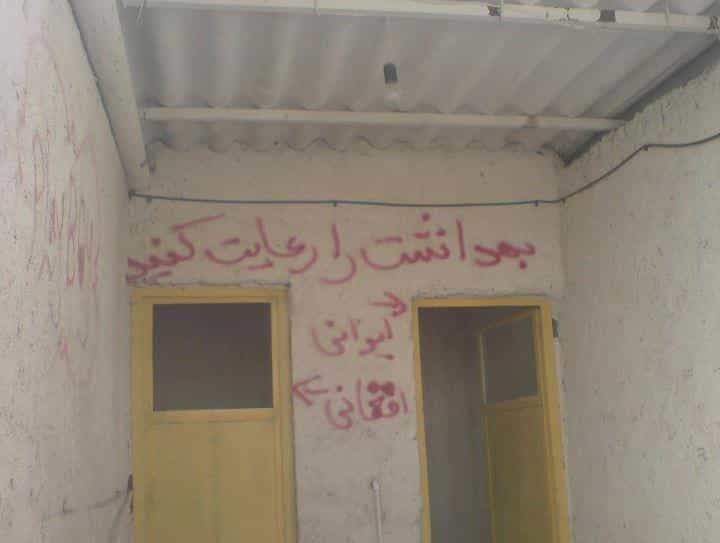 بهداشت را رعایت کنید
ایرانی
افغانی